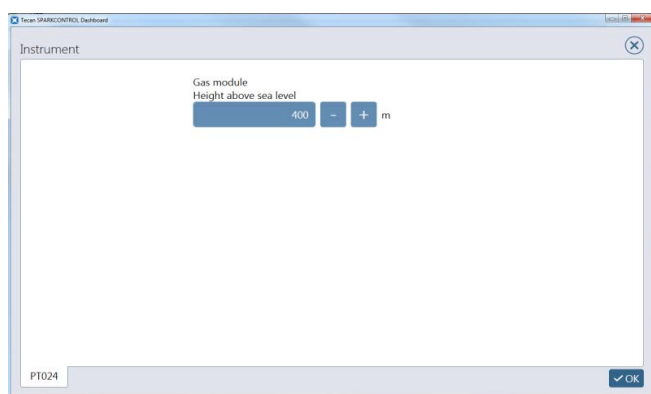 Tecan SPARKCONTROL Dashboard
Instrument
Gas module
Height above sea level
400 - + m
PT024
OK